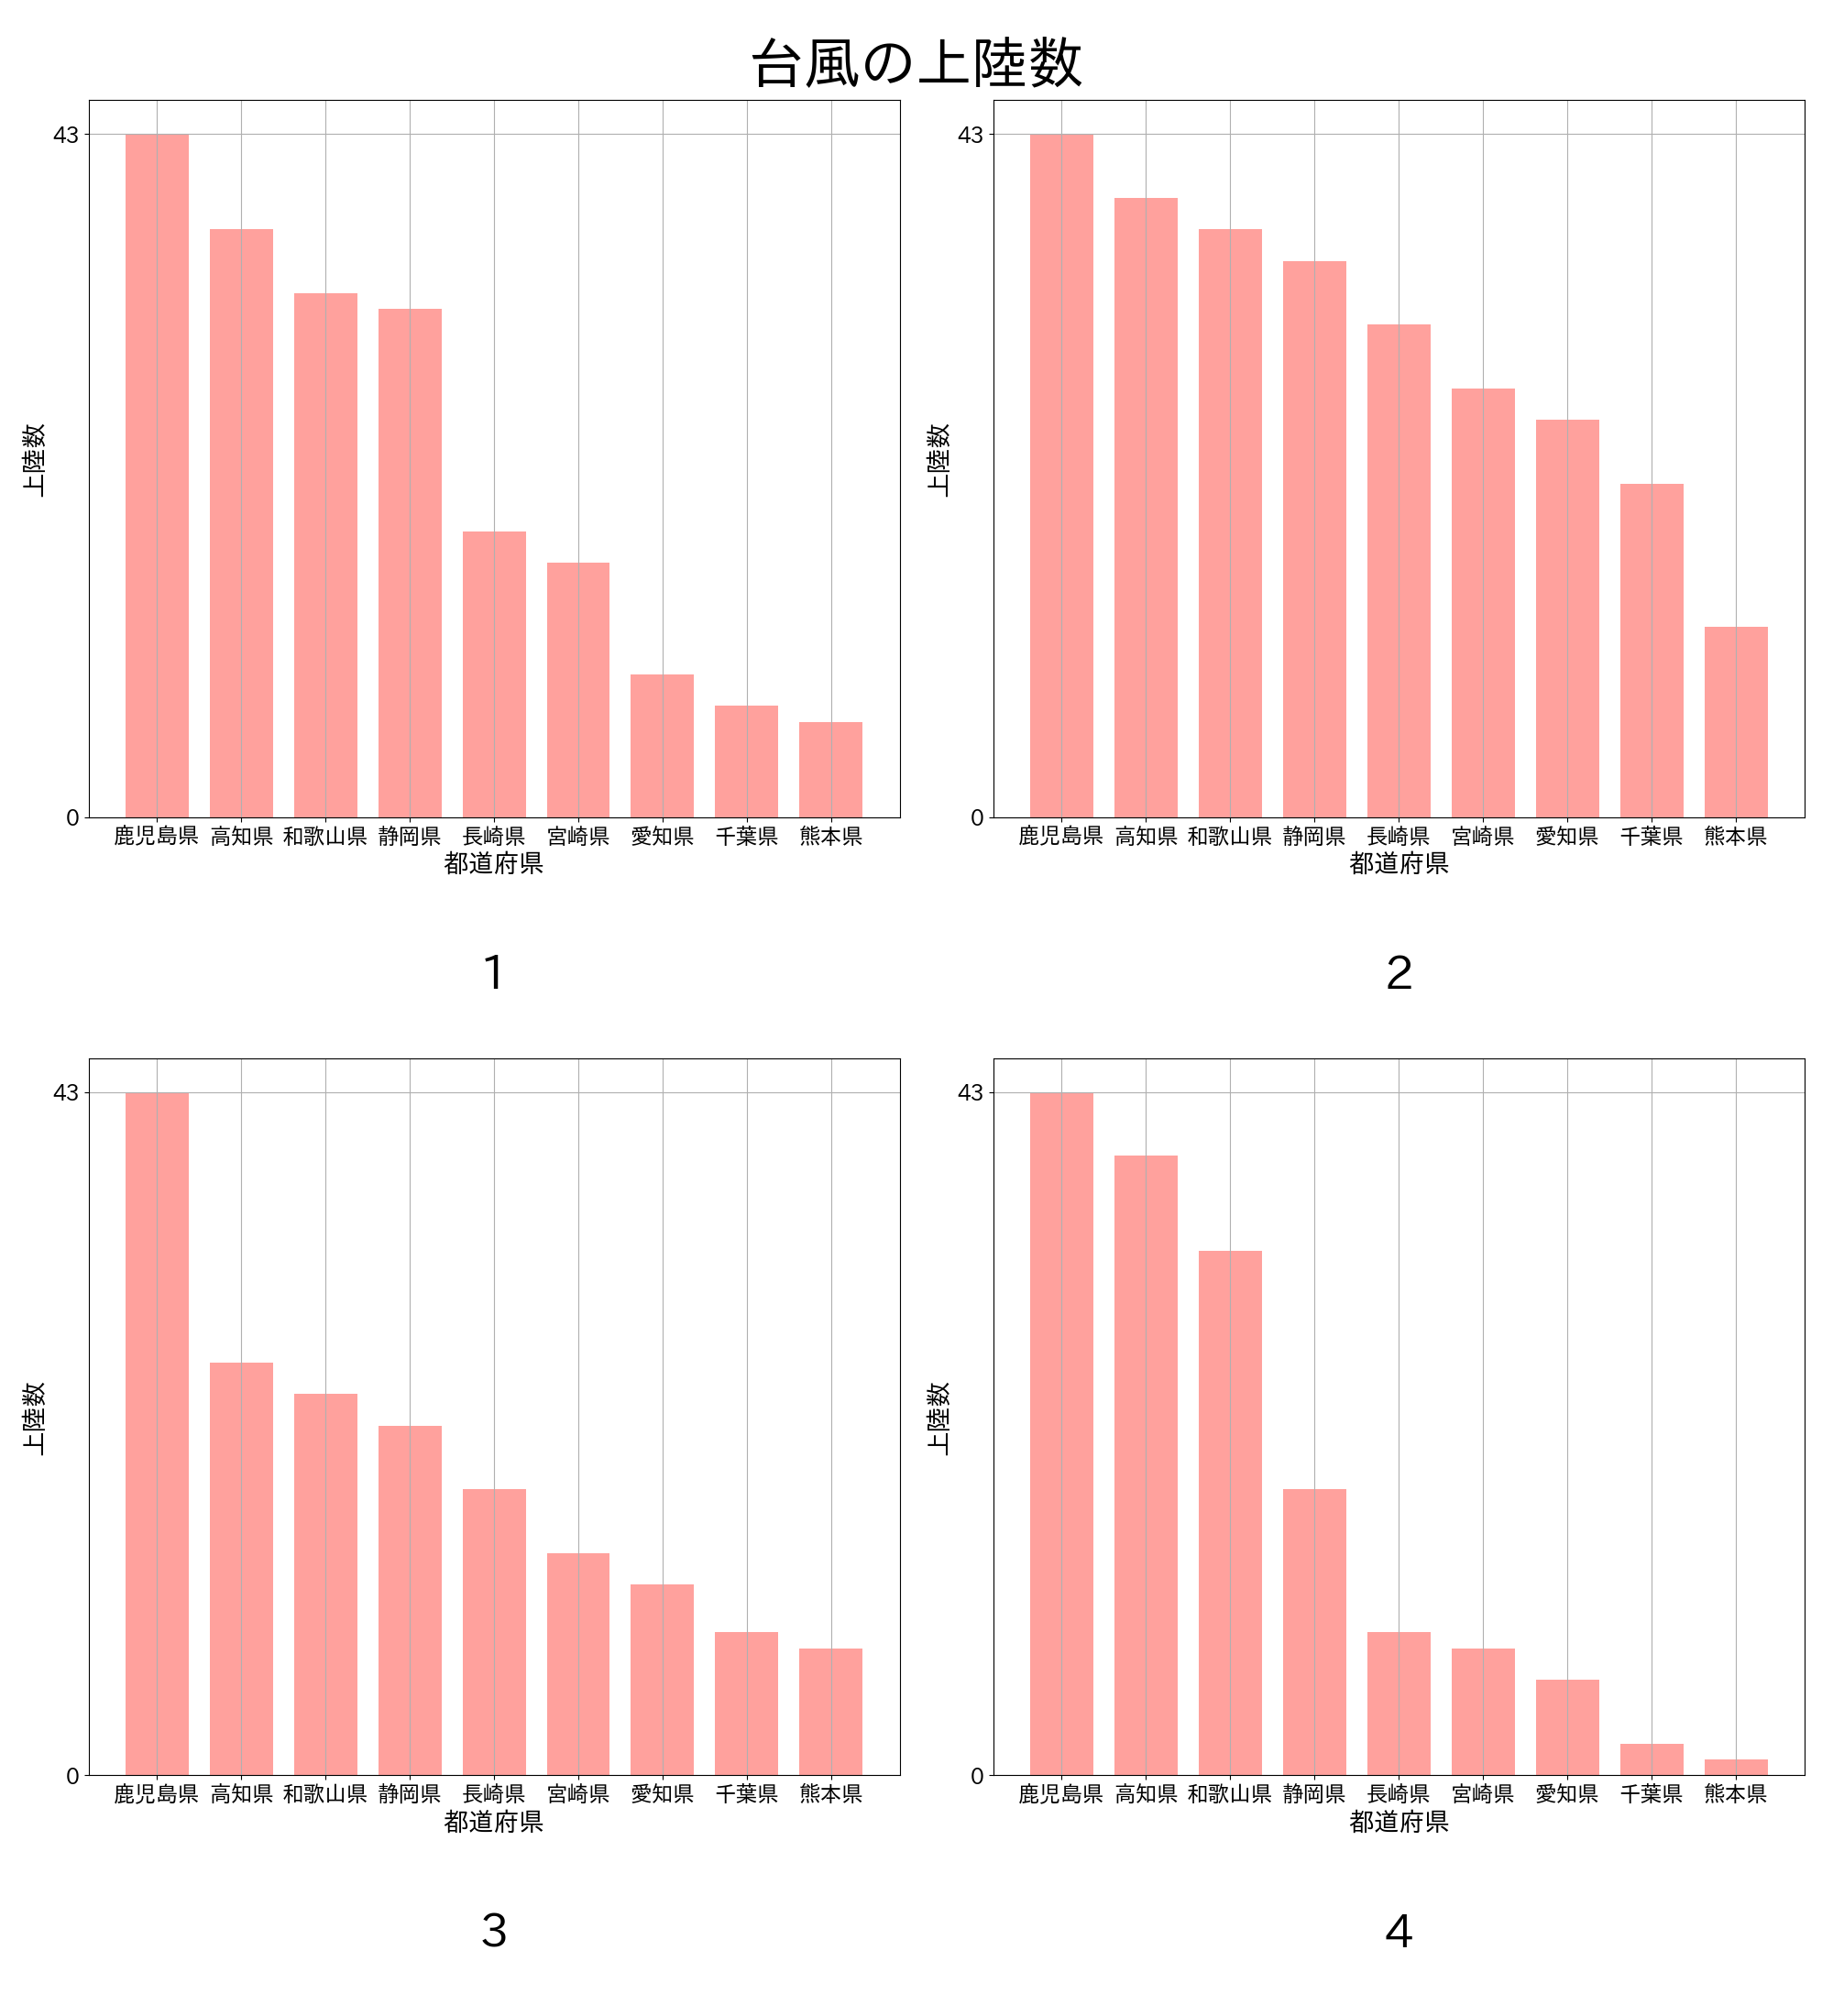 台風の上陸数
43
0
上陸数
鹿児島県 高知県 和歌山県 静岡県 長崎県 宮崎県 愛知県 千葉県 熊本県
都道府県
1
43
0
上陸数
鹿児島県 高知県 和歌山県 静岡県 長崎県 宮崎県 愛知県 千葉県 熊本県
都道府県
2
43
0
上陸数
鹿児島県 高知県 和歌山県 静岡県 長崎県 宮崎県 愛知県 千葉県 熊本県
都道府県
3
43
0
上陸数
鹿児島県 高知県 和歌山県 静岡県 長崎県 宮崎県 愛知県 千葉県 熊本県
都道府県
4